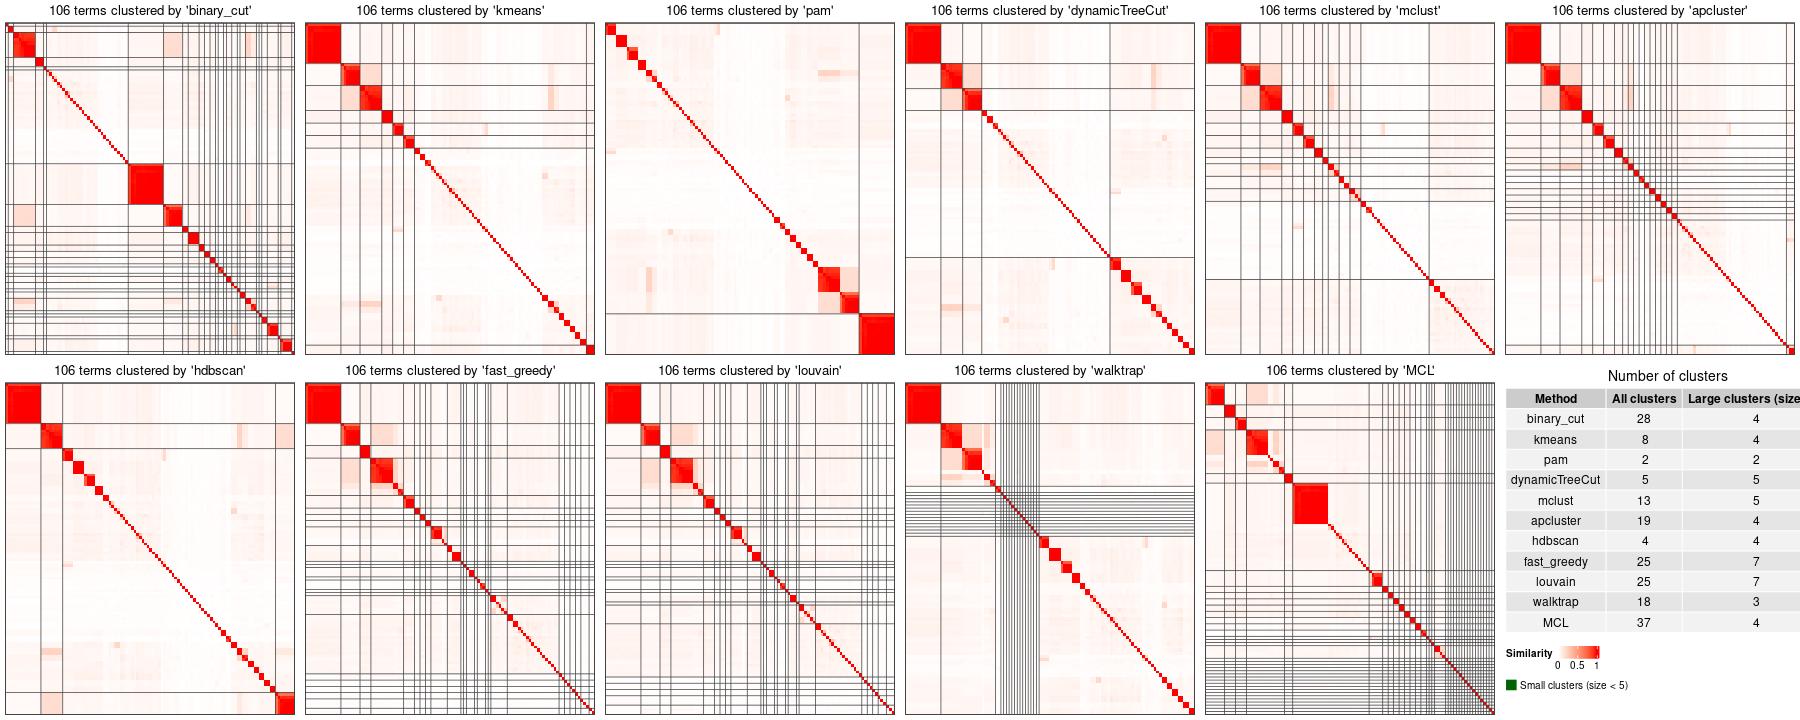 106 terms clustered by 'binary_cut'
106 terms clustered by 'kmeans'
106 terms clustered by 'pam'
106 terms clustered by 'dynamicTreeCut'
106 terms clustered by 'mclust'
106 terms clustered by 'apcluster'
106 terms clustered by 'hdbscan'
106 terms clustered by 'fast_greedy'
106 terms clustered by 'louvain'
106 terms clustered by 'walktrap'
106 terms clustered by 'MCL'
Number of clusters
Method All clusters Large clusters (size
binary_cut 28 4
kmeans 8 4
pam 2 2
dynamicTreeCut 5 5
mclust 13 5
apcluster 19 4
hdbscan 4 4
fast_greedy 25 7
louvain 25 7
walktrap 18 3
MCL 37 4
Similarity
0 0.5 1
Small clusters (size < 5)